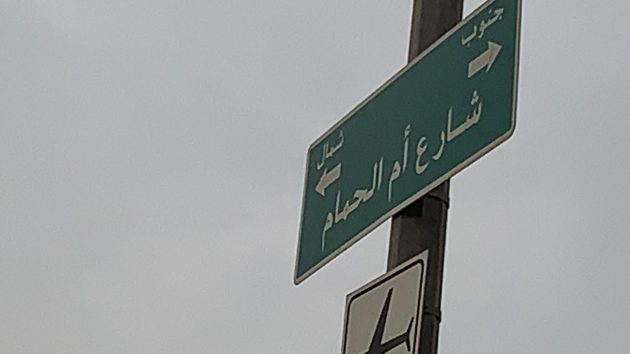 جنوب
شمال
شارع أم الحمام